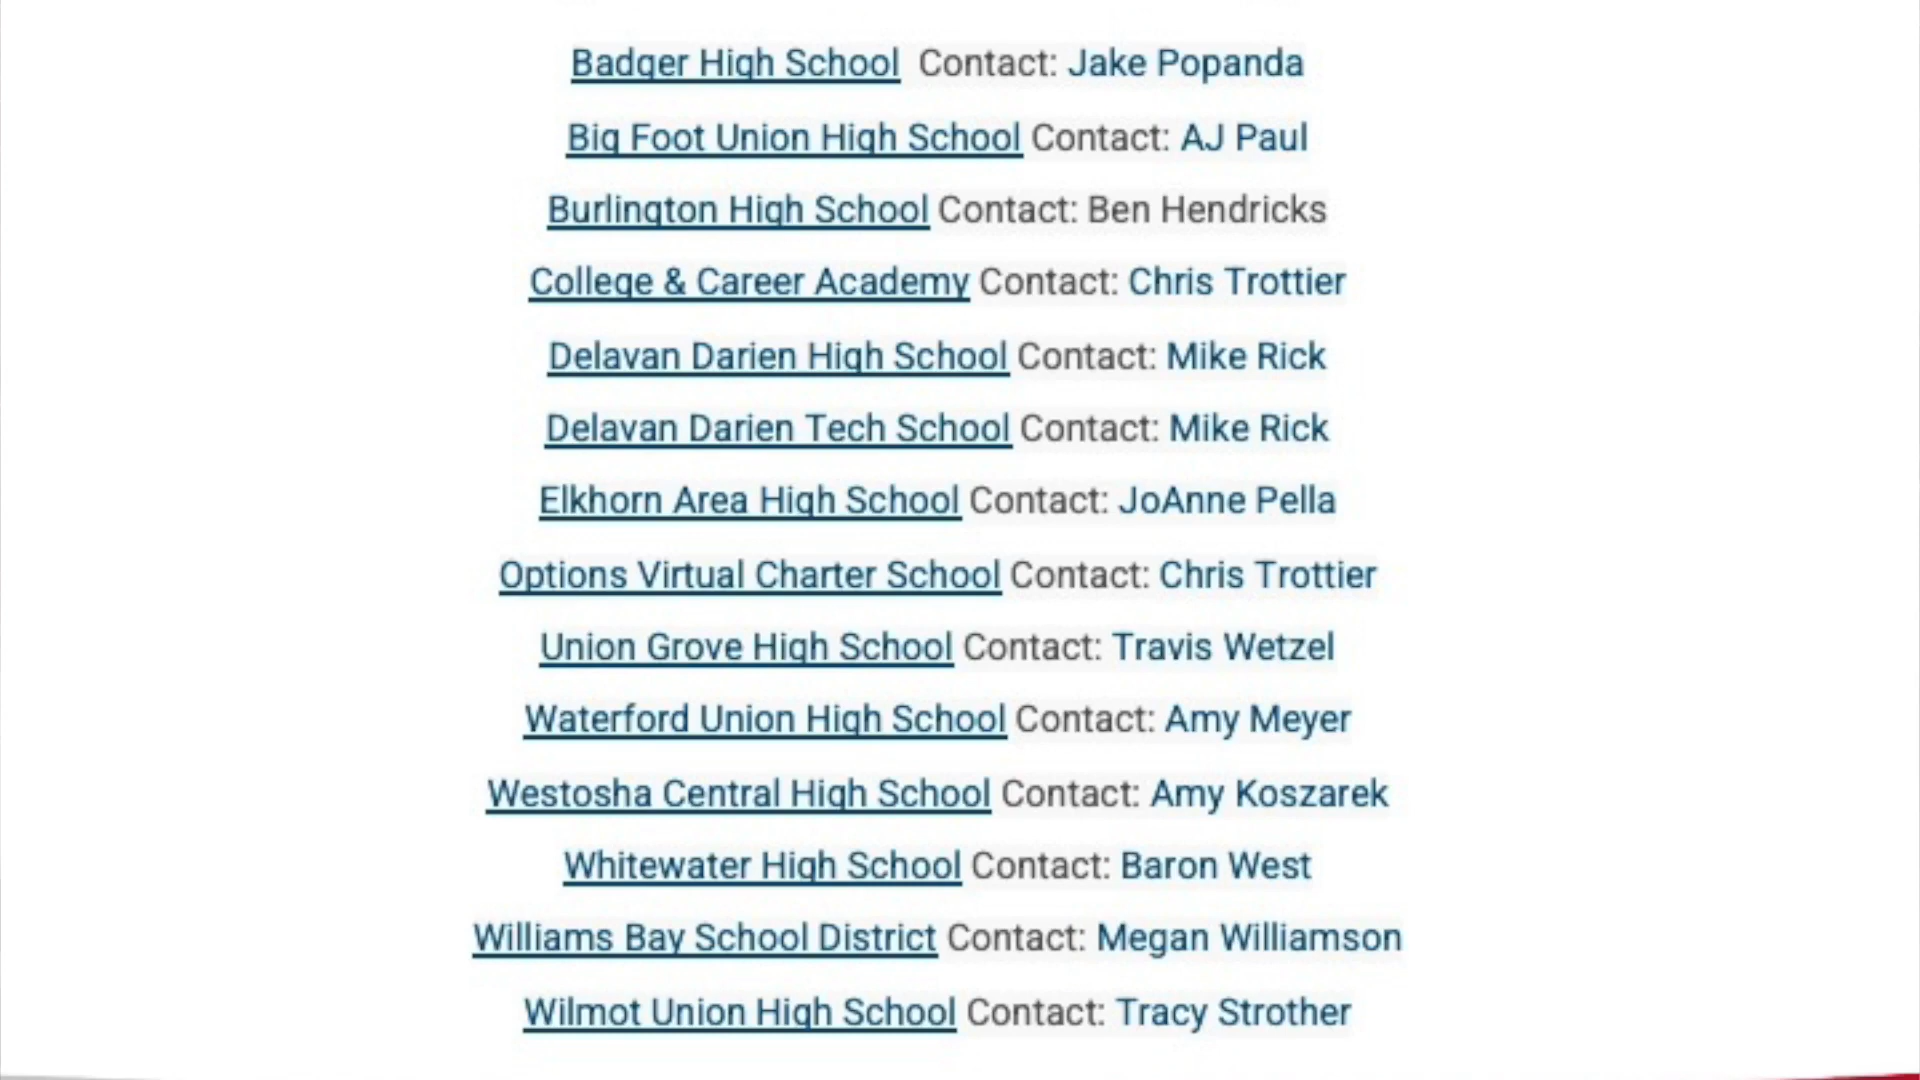 Badger High School Contact: Jake Popanda
Big Foot Union High School Contact: AJ Paul
Burlington High School Contact: Ben Hendricks
College & Career Academy Contact: Chris Trottier
Delavan Darien High School Contact: Mike Rick
Delavan Darien Tech School Contact: Mike Rick
Elkhorn Area High School Contact: JoAnne Pella
Options Virtual Charter School Contact: Chris Trottier
Union Grove High School Contact: Travis Wetzel
Waterford Union High School Contact: Amy Meyer
Westosha Central High School Contact: Amy Koszarek
Whitewater High School Contact: Baron West
Williams Bay School District Contact: Megan Williamson
Wilmot Union High School Contact: Tracy Strother